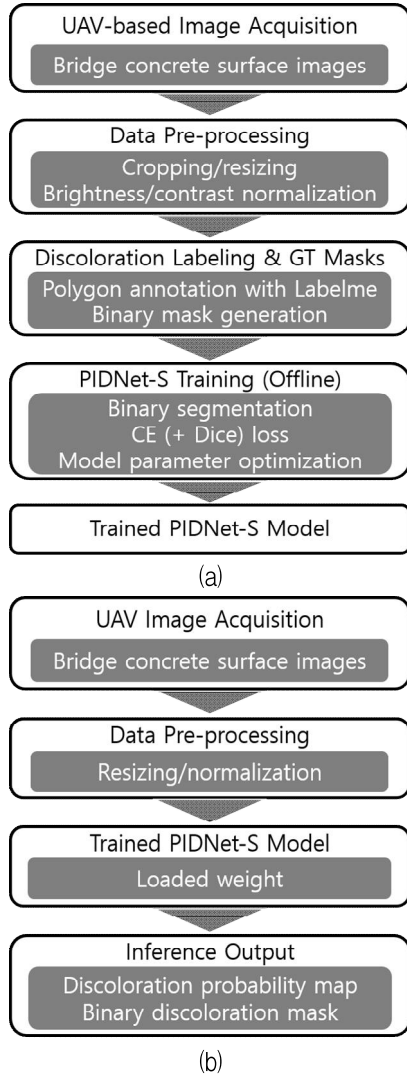 UAV-based Image Acquisition
Bridge concrete surface images
Data Pre-processing
Cropping/resizing
Brightness/contrast normalization
Discoloration Labeling & GT Masks
Polygon annotation with Labelme
Binary mask generation
PIDNet-S Training (Offline)
Binary segmentation
CE (+ Dice) loss
Model parameter optimization
Trained PIDNet-S Model
(a)
UAV Image Acquisition
Bridge concrete surface images
Data Pre-processing
Resizing/normalization
Trained PIDNet-S Model
Loaded weight
Inference Output
Discoloration probability map
Binary discoloration mask
(b)